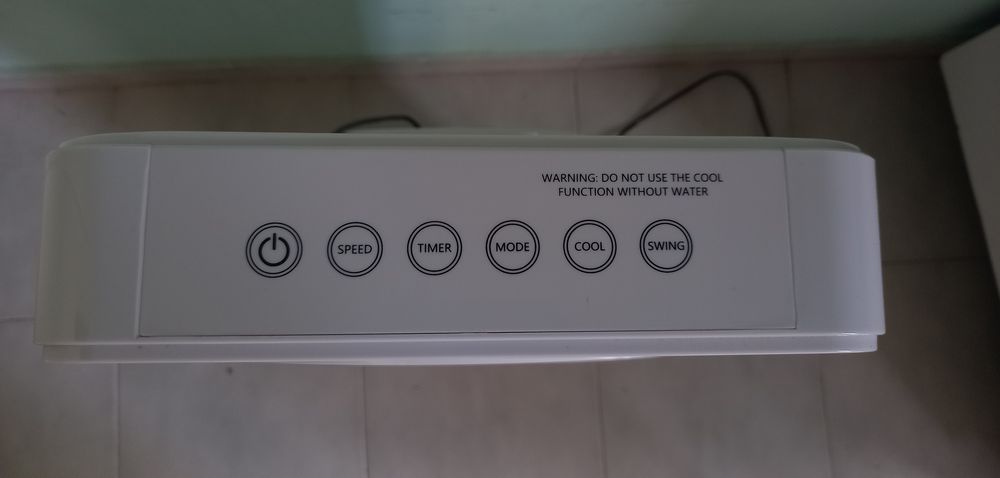 WARNING: DO NOT USE THE COOL
FUNCTION WITHOUT WATER
SPEED TIMER MODE COOL SWING